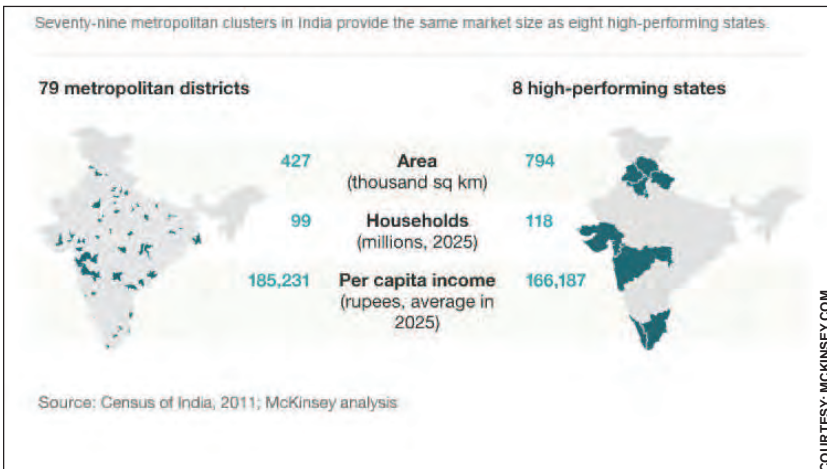 Seventy-nine metropolitan clusters in India provide the same market size as eight high-performing states.
79 metropolitan districts
8 high-performing states
427 Area 794
(thousand sq km)
99 Households 118
(millions, 2025)
185,231 Per capita income 166,187
(rupees, average in
2025)
Source: Census of India, 2011; McKinsey analysis
COURTESY: MCKINSEY.COM